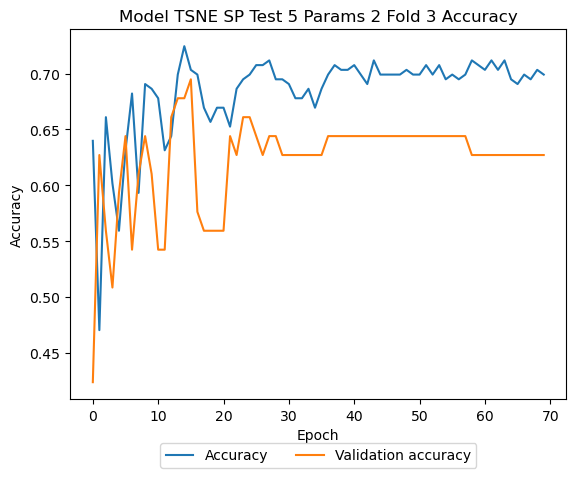 Model TSNE SP Test 5 Params 2 Fold 3 Accuracy
Accuracy
0.70
0.65
0.60
0.55
0.50
0.45
0 10 20 30 40 50 60 70
Epoch
Accuracy Validation accuracy